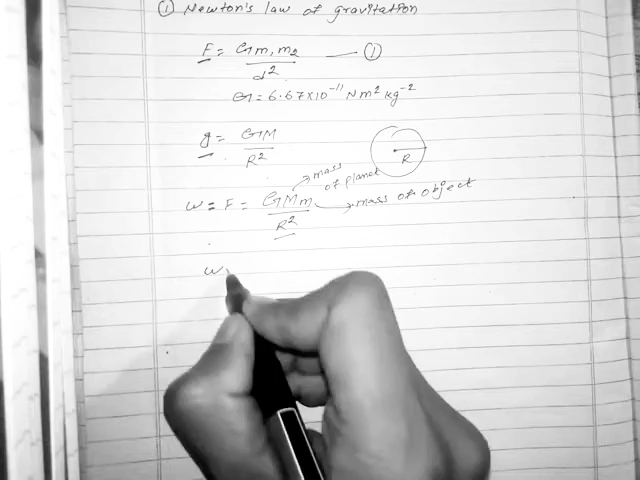 ① Newton's law of gravitation
F = Gm₁m₂ / d² —— ①
G = 6.67×10⁻¹¹ Nm² kg⁻²
g = GM / R²
R
mass of planet
W = F = GMm / R² → mass of object
W